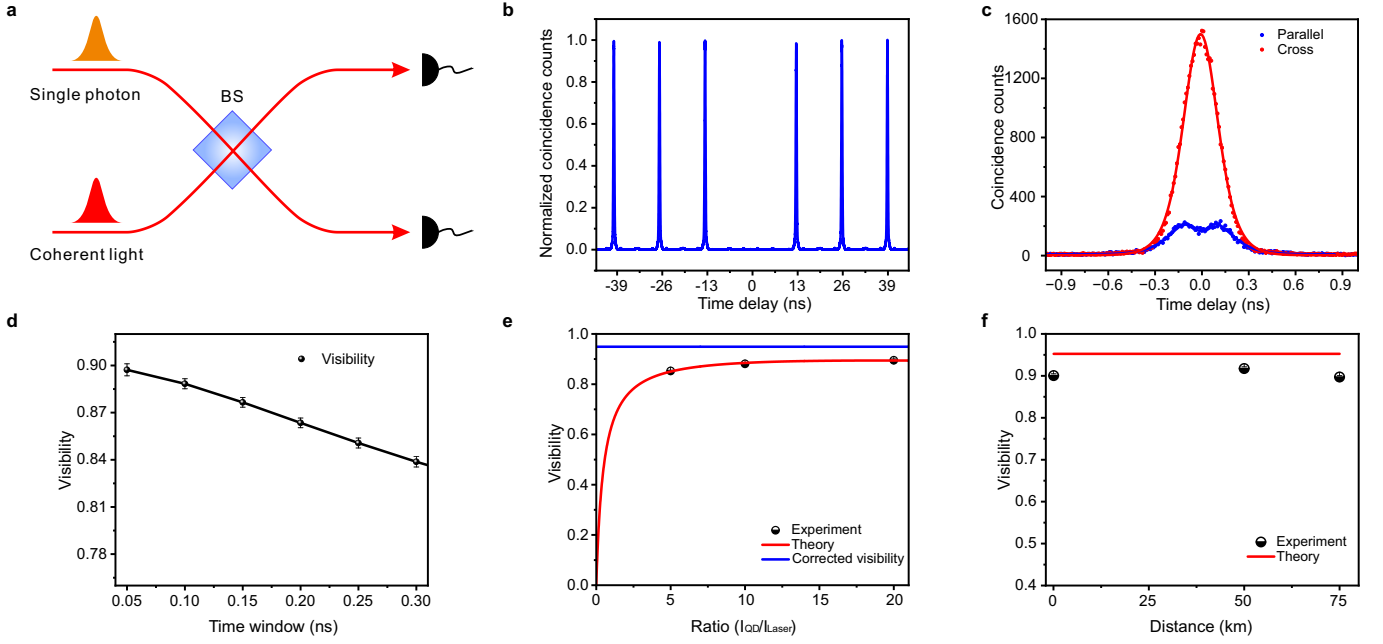 a
Single photon
BS
Coherent light
b
Normalized coincidence counts
1.0
0.8
0.6
0.4
0.2
0.0
-39
-26
-13
0
13
26
39
Time delay (ns)
c
Coincidence counts
1600
1200
800
400
0
Parallel
Cross
−0.9
−0.6
−0.3
0.0
0.3
0.6
0.9
Time delay (ns)
d
Visibility
0.90
0.87
0.84
0.81
0.78
Visibility
0.05
0.10
0.15
0.20
0.25
0.30
Time window (ns)
e
Visibility
1.0
0.8
0.6
0.4
0.2
0.0
Experiment
Theory
Corrected visibility
0
5
10
15
20
Ratio (IQD/ILaser)
f
Visibility
1.0
0.9
0.8
0.7
0.6
0.5
0.4
Experiment
Theory
0
25
50
75
Distance (km)